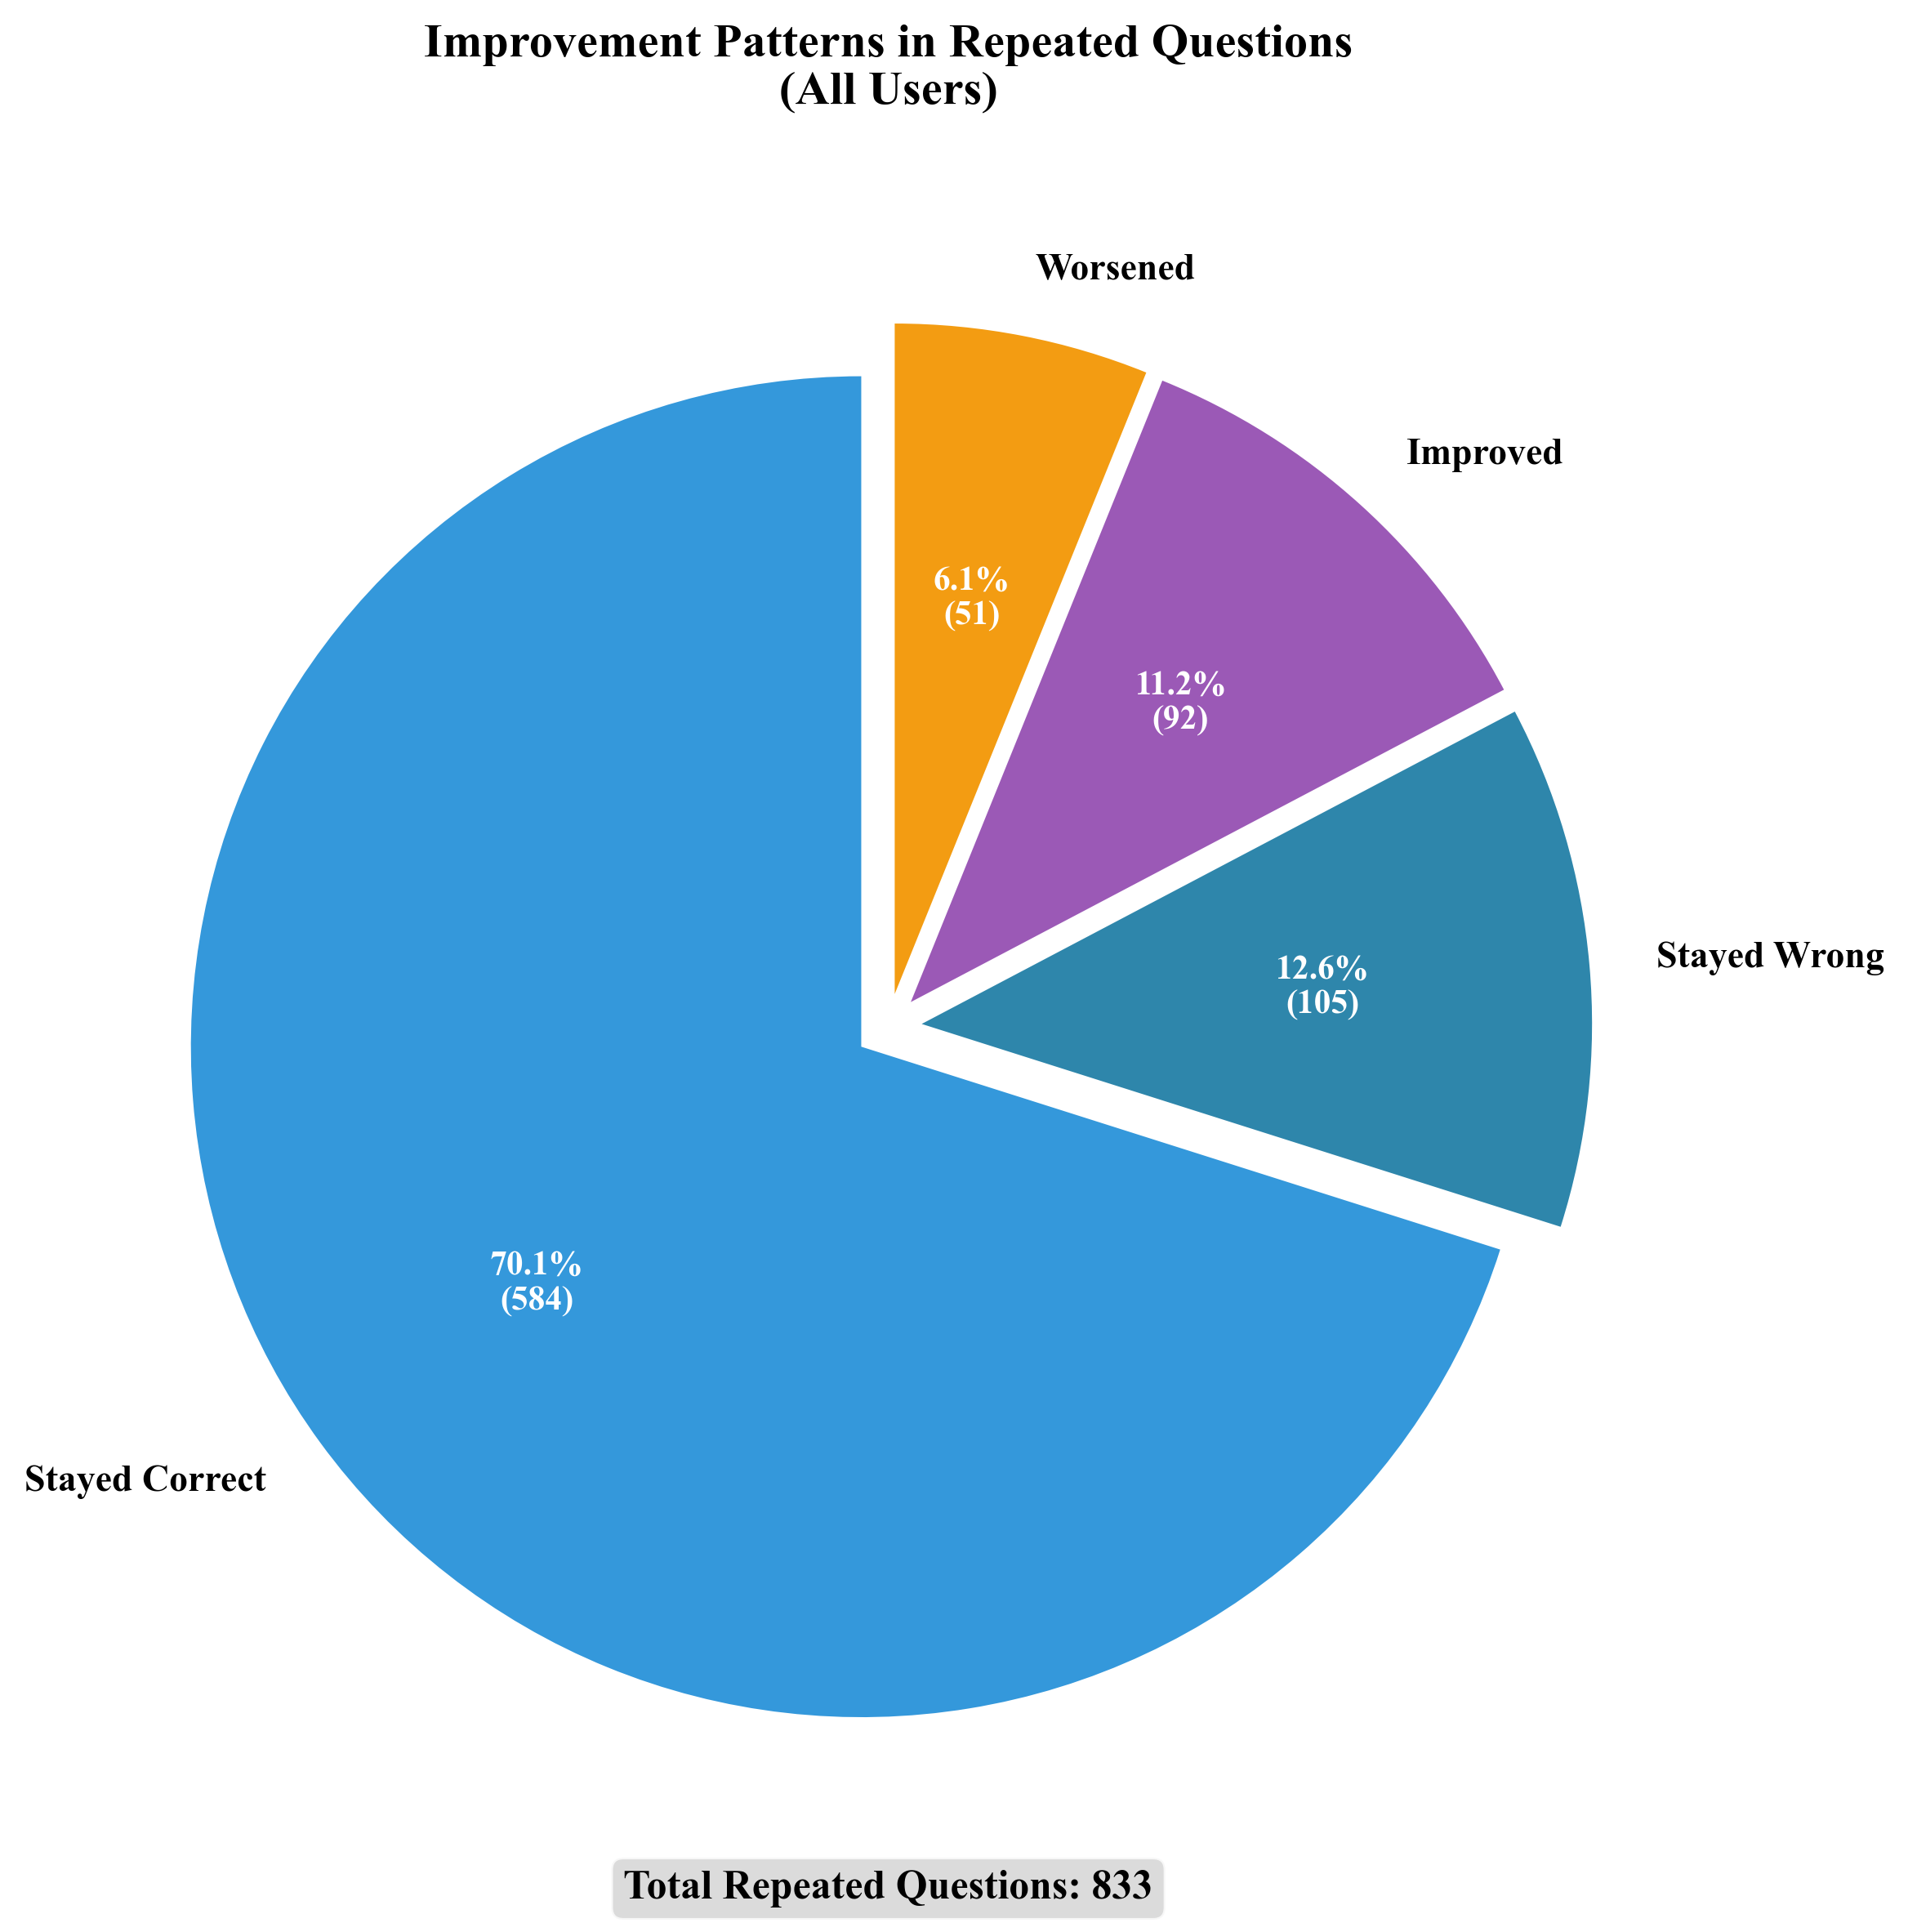 Improvement Patterns in Repeated Questions
(All Users)
Worsened
Improved
6.1%
(51)
11.2%
(92)
Stayed Wrong
12.6%
(105)
70.1%
(584)
Stayed Correct
Total Repeated Questions: 833